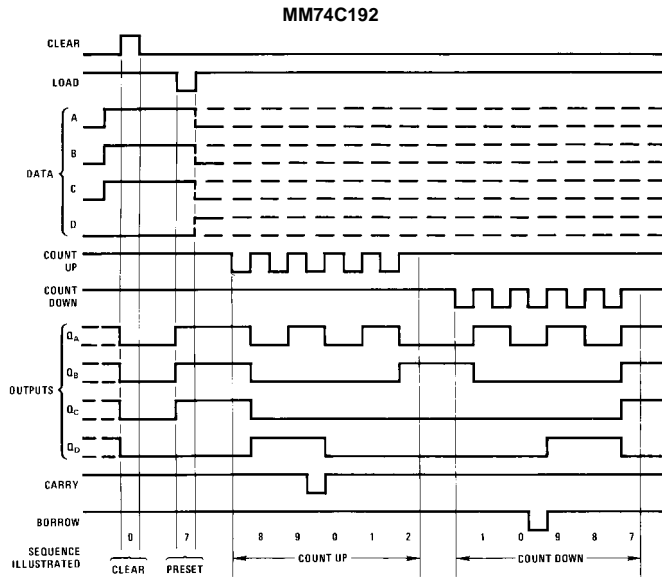 MM74C192
CLEAR
LOAD
A
B
DATA
C
D
COUNT UP
COUNT DOWN
QA
QB
OUTPUTS
QC
QD
CARRY
BORROW
0 7 8 9 0 1 2 1 0 9 8 7
SEQUENCE ILLUSTRATED
CLEAR PRESET COUNT UP COUNT DOWN